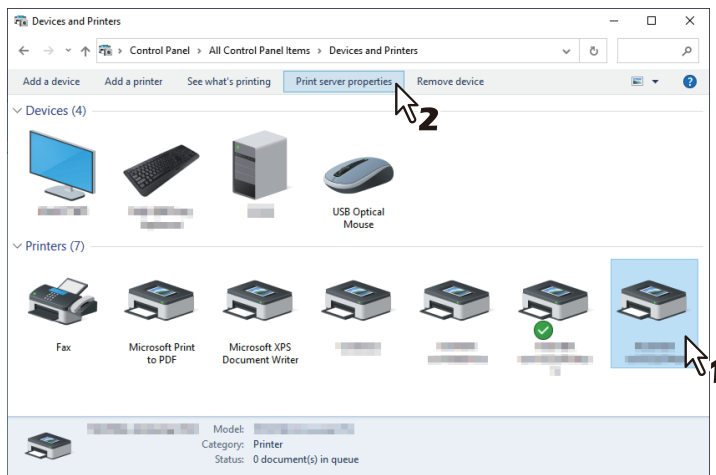 Devices and Printers
Control Panel > All Control Panel Items > Devices and Printers
Add a device Add a printer See what's printing Print server properties Remove device
2
Devices (4)
USB Optical
Mouse
Printers (7)
Fax Microsoft Print Microsoft XPS
to PDF Document Writer
1
Model:
Category: Printer
Status: 0 document(s) in queue